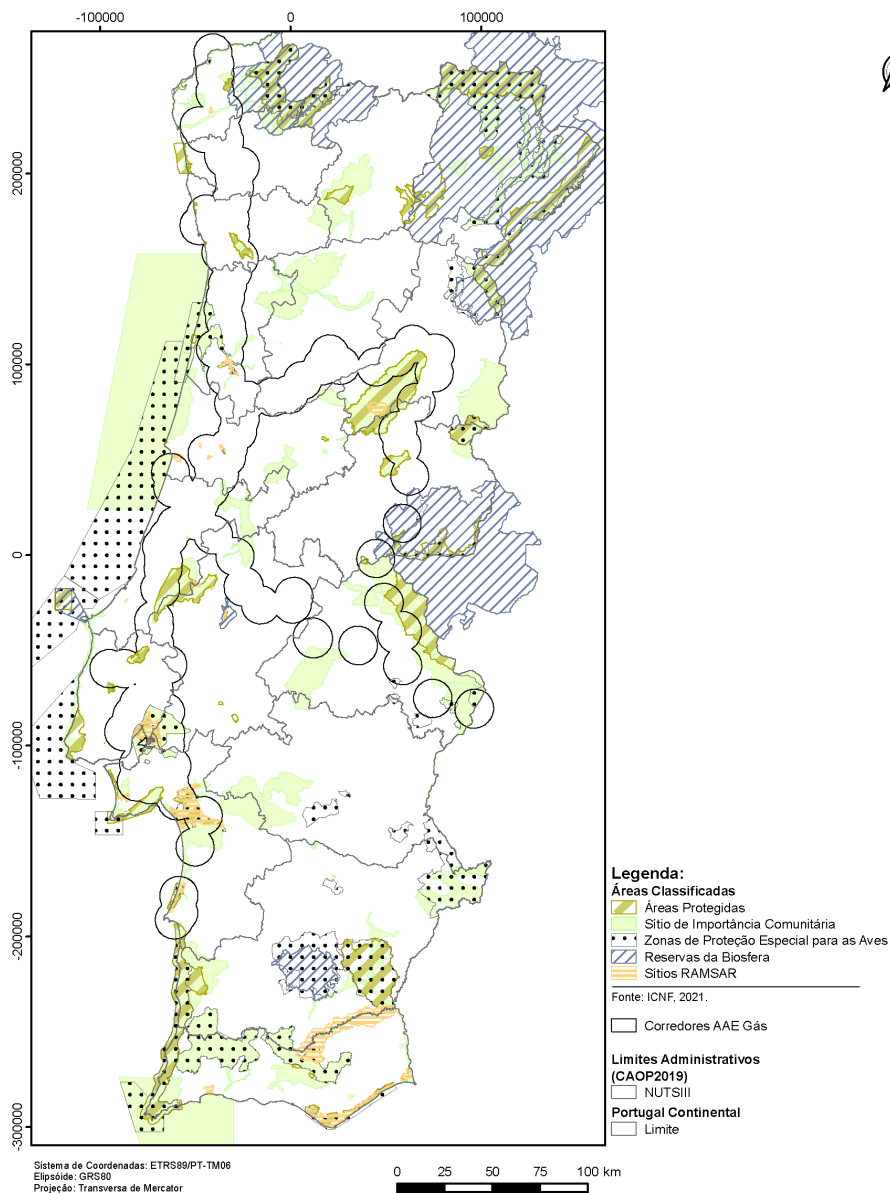 -100000 0 100000
200000
100000
0
-100000
-200000
-300000
Legenda:
Áreas Classificadas
Áreas Protegidas
Sítio de Importância Comunitária
Zonas de Proteção Especial para as Aves
Reservas da Biosfera
Sítios RAMSAR
Fonte: ICNF, 2021.
Corredores AAE Gás
Limites Administrativos
(CAOP2019)
NUTSIII
Portugal Continental
Limite
Sistema de Coordenadas: ETRS89/PT-TM06
Elipsóide: GRS80
Projeção: Transversa de Mercator
0 25 50 75 100 km